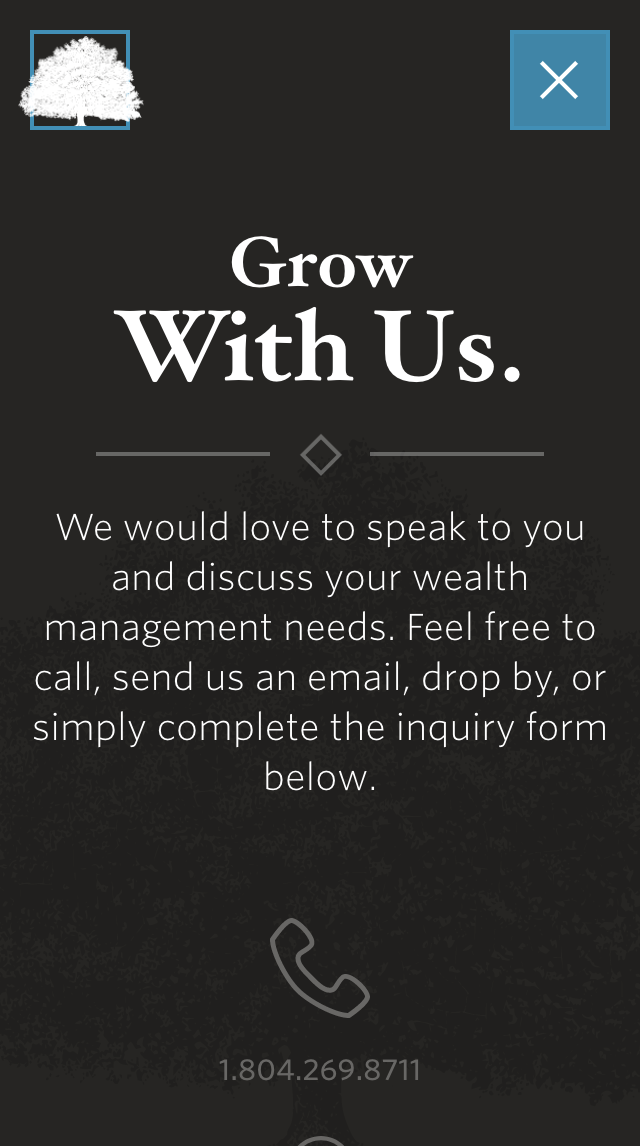 Grow
With Us.
We would love to speak to you
and discuss your wealth
management needs. Feel free to
call, send us an email, drop by, or
simply complete the inquiry form
below.
1.804.269.8711